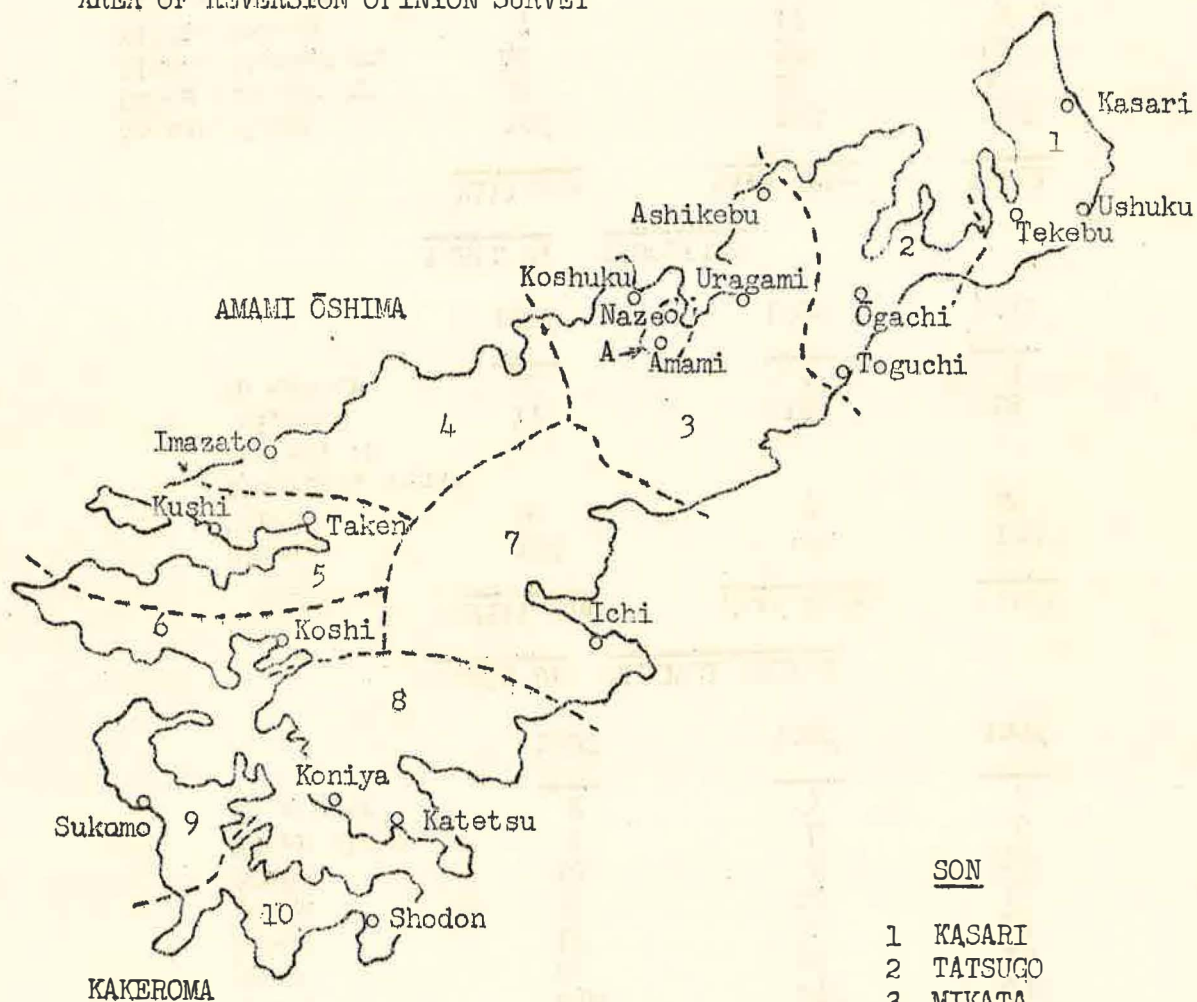 AREA OF REVERSION OPINION SURVEY
Kasari
1
Ushuku
Tekebu
Ashikebu
2
Koshuku
Uragami
AMAMI ŌSHIMA
Naze
Ōgachi
A
Amami
Toguchi
4
3
Imazato
Kushi
Taken
7
5
Ichi
6
Koshi
8
Koniya
Sukomo
9
Katetsu
SON
10
Shodon
1 KASARI
2 TATSUGO
3 MIKATA
KAKEROMA